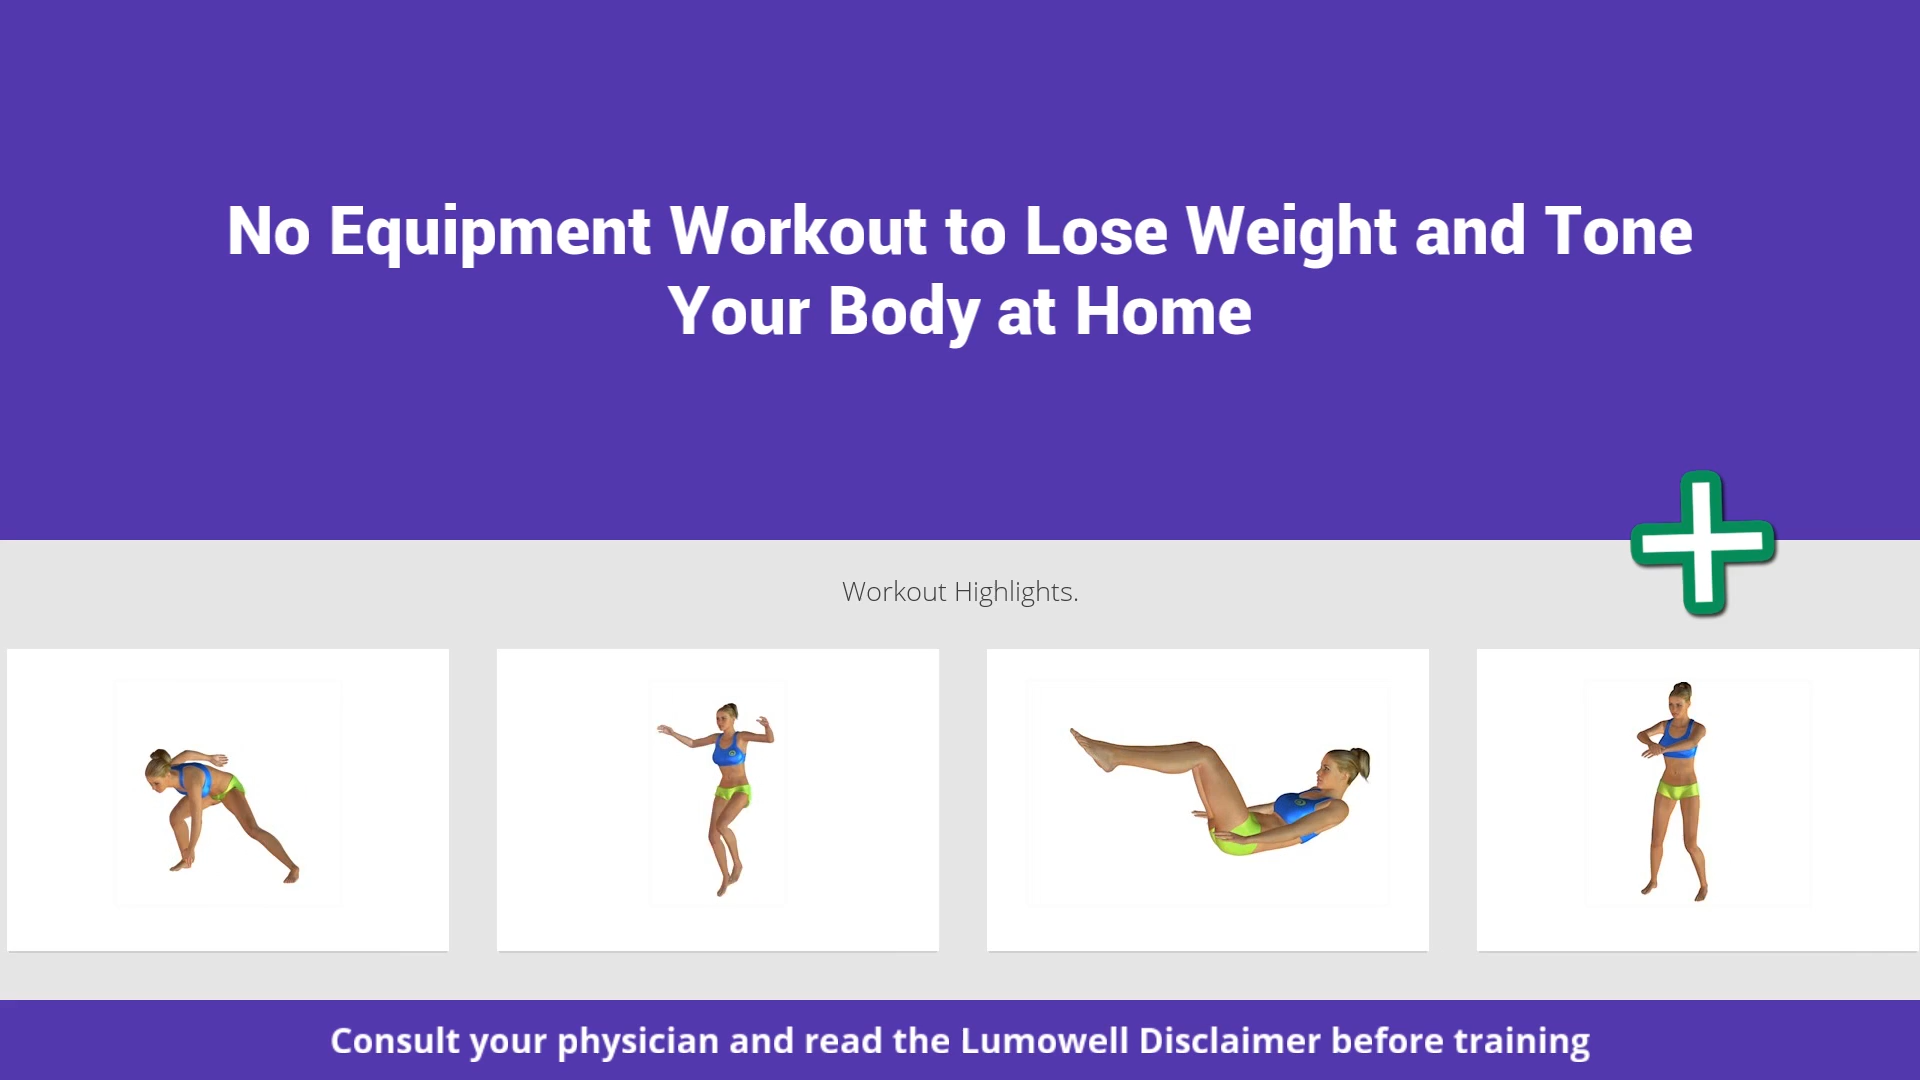 No Equipment Workout to Lose Weight and Tone
Your Body at Home
Workout Highlights.
Consult your physician and read the Lumowell Disclaimer before training